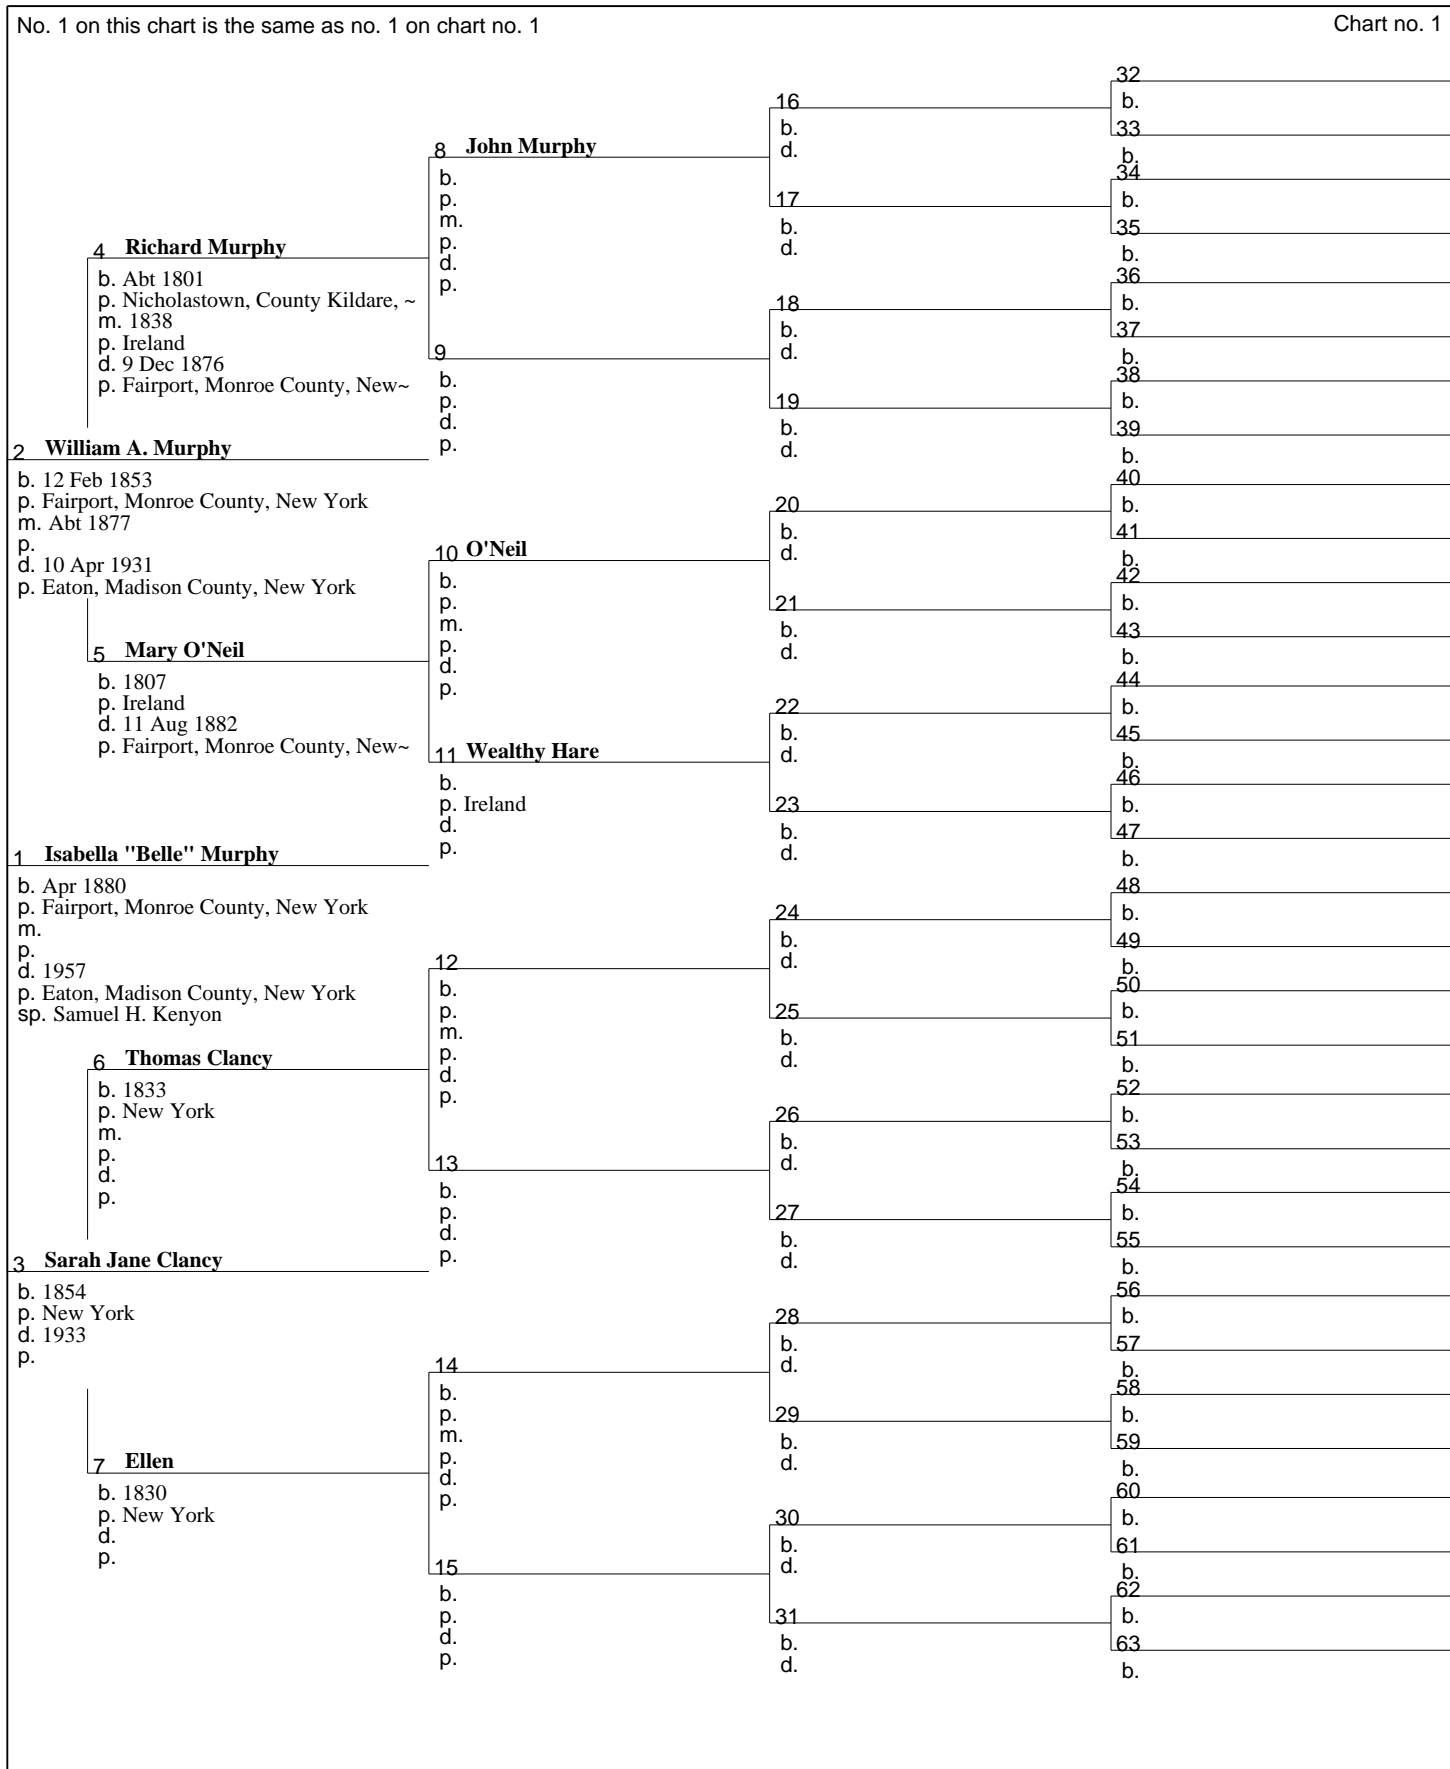 No. 1 on this chart is the same as no. 1 on chart no. 1
Chart no. 1
1 Isabella "Belle" Murphy
b. Apr 1880
p. Fairport, Monroe County, New York
m.
p.
d. 1957
p. Eaton, Madison County, New York
sp. Samuel H. Kenyon
2 William A. Murphy
b. 12 Feb 1853
p. Fairport, Monroe County, New York
m. Abt 1877
p.
d. 10 Apr 1931
p. Eaton, Madison County, New York
3 Sarah Jane Clancy
b. 1854
p. New York
d. 1933
p.
4 Richard Murphy
b. Abt 1801
p. Nicholastown, County Kildare, ~
m. 1838
p. Ireland
d. 9 Dec 1876
p. Fairport, Monroe County, New~
5 Mary O'Neil
b. 1807
p. Ireland
d. 11 Aug 1882
p. Fairport, Monroe County, New~
6 Thomas Clancy
b. 1833
p. New York
m.
p.
d.
p.
7 Ellen
b. 1830
p. New York
d.
p.
8 John Murphy
b.
p.
m.
p.
d.
p.
9
b.
p.
d.
p.
10 O'Neil
b.
p.
m.
p.
d.
p.
11 Wealthy Hare
b.
p. Ireland
d.
p.
12
b.
p.
m.
p.
d.
p.
13
b.
p.
d.
p.
14
b.
p.
m.
p.
d.
p.
15
b.
p.
d.
p.
16
b.
d.
17
b.
d.
18
b.
d.
19
b.
d.
20
b.
d.
21
b.
d.
22
b.
d.
23
b.
d.
24
b.
d.
25
b.
d.
26
b.
d.
27
b.
d.
28
b.
d.
29
b.
d.
30
b.
d.
31
b.
d.
32
b.
33
b.
34
b.
35
b.
36
b.
37
b.
38
b.
39
b.
40
b.
41
b.
42
b.
43
b.
44
b.
45
b.
46
b.
47
b.
48
b.
49
b.
50
b.
51
b.
52
b.
53
b.
54
b.
55
b.
56
b.
57
b.
58
b.
59
b.
60
b.
61
b.
62
b.
63
b.